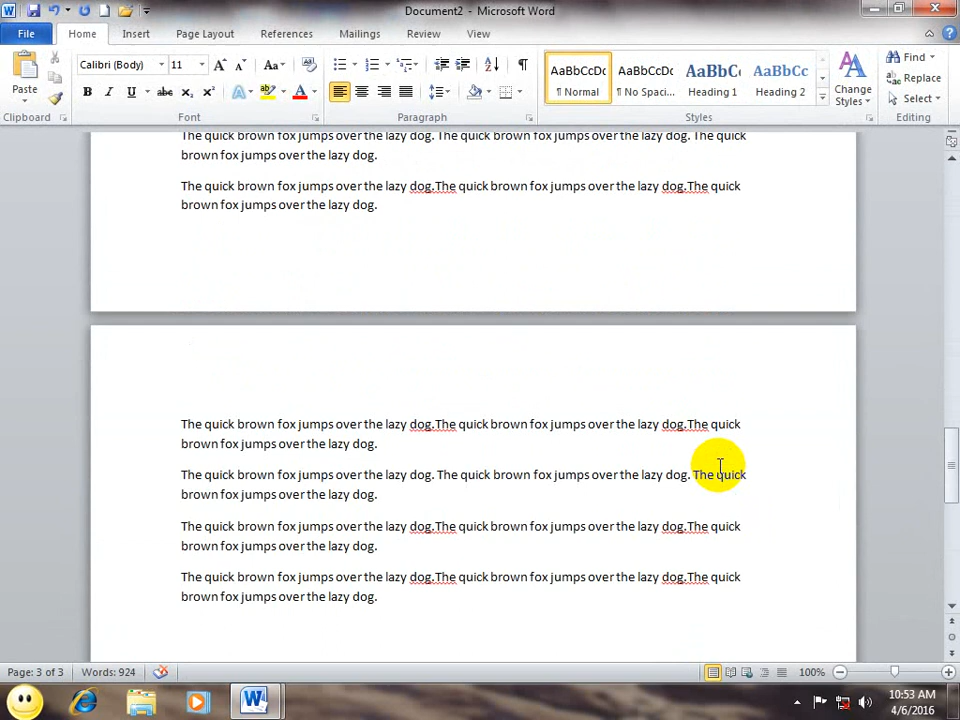 Document2 - Microsoft Word
File Home Insert Page Layout References Mailings Review View
Calibri (Body) 11 Aa AaBbCcDc AaBbCcDc AaBbCc AaBbCc Find
Paste Change Styles Replace
B I U abc x₂ x² A ab A ¶ Normal ¶ No Spaci... Heading 1 Heading 2 Select
Clipboard Font Paragraph Styles Editing
The quick brown fox jumps over the lazy dog. The quick brown fox jumps over the lazy dog. The quick
brown fox jumps over the lazy dog.
The quick brown fox jumps over the lazy dog.The quick brown fox jumps over the lazy dog.The quick
brown fox jumps over the lazy dog.
The quick brown fox jumps over the lazy dog.The quick brown fox jumps over the lazy dog.The quick
brown fox jumps over the lazy dog.
The quick brown fox jumps over the lazy dog. The quick brown fox jumps over the lazy dog. The quick
brown fox jumps over the lazy dog.
The quick brown fox jumps over the lazy dog.The quick brown fox jumps over the lazy dog.The quick
brown fox jumps over the lazy dog.
The quick brown fox jumps over the lazy dog.The quick brown fox jumps over the lazy dog.The quick
brown fox jumps over the lazy dog.
Page: 3 of 3 Words: 924 100%
10:53 AM
4/6/2016